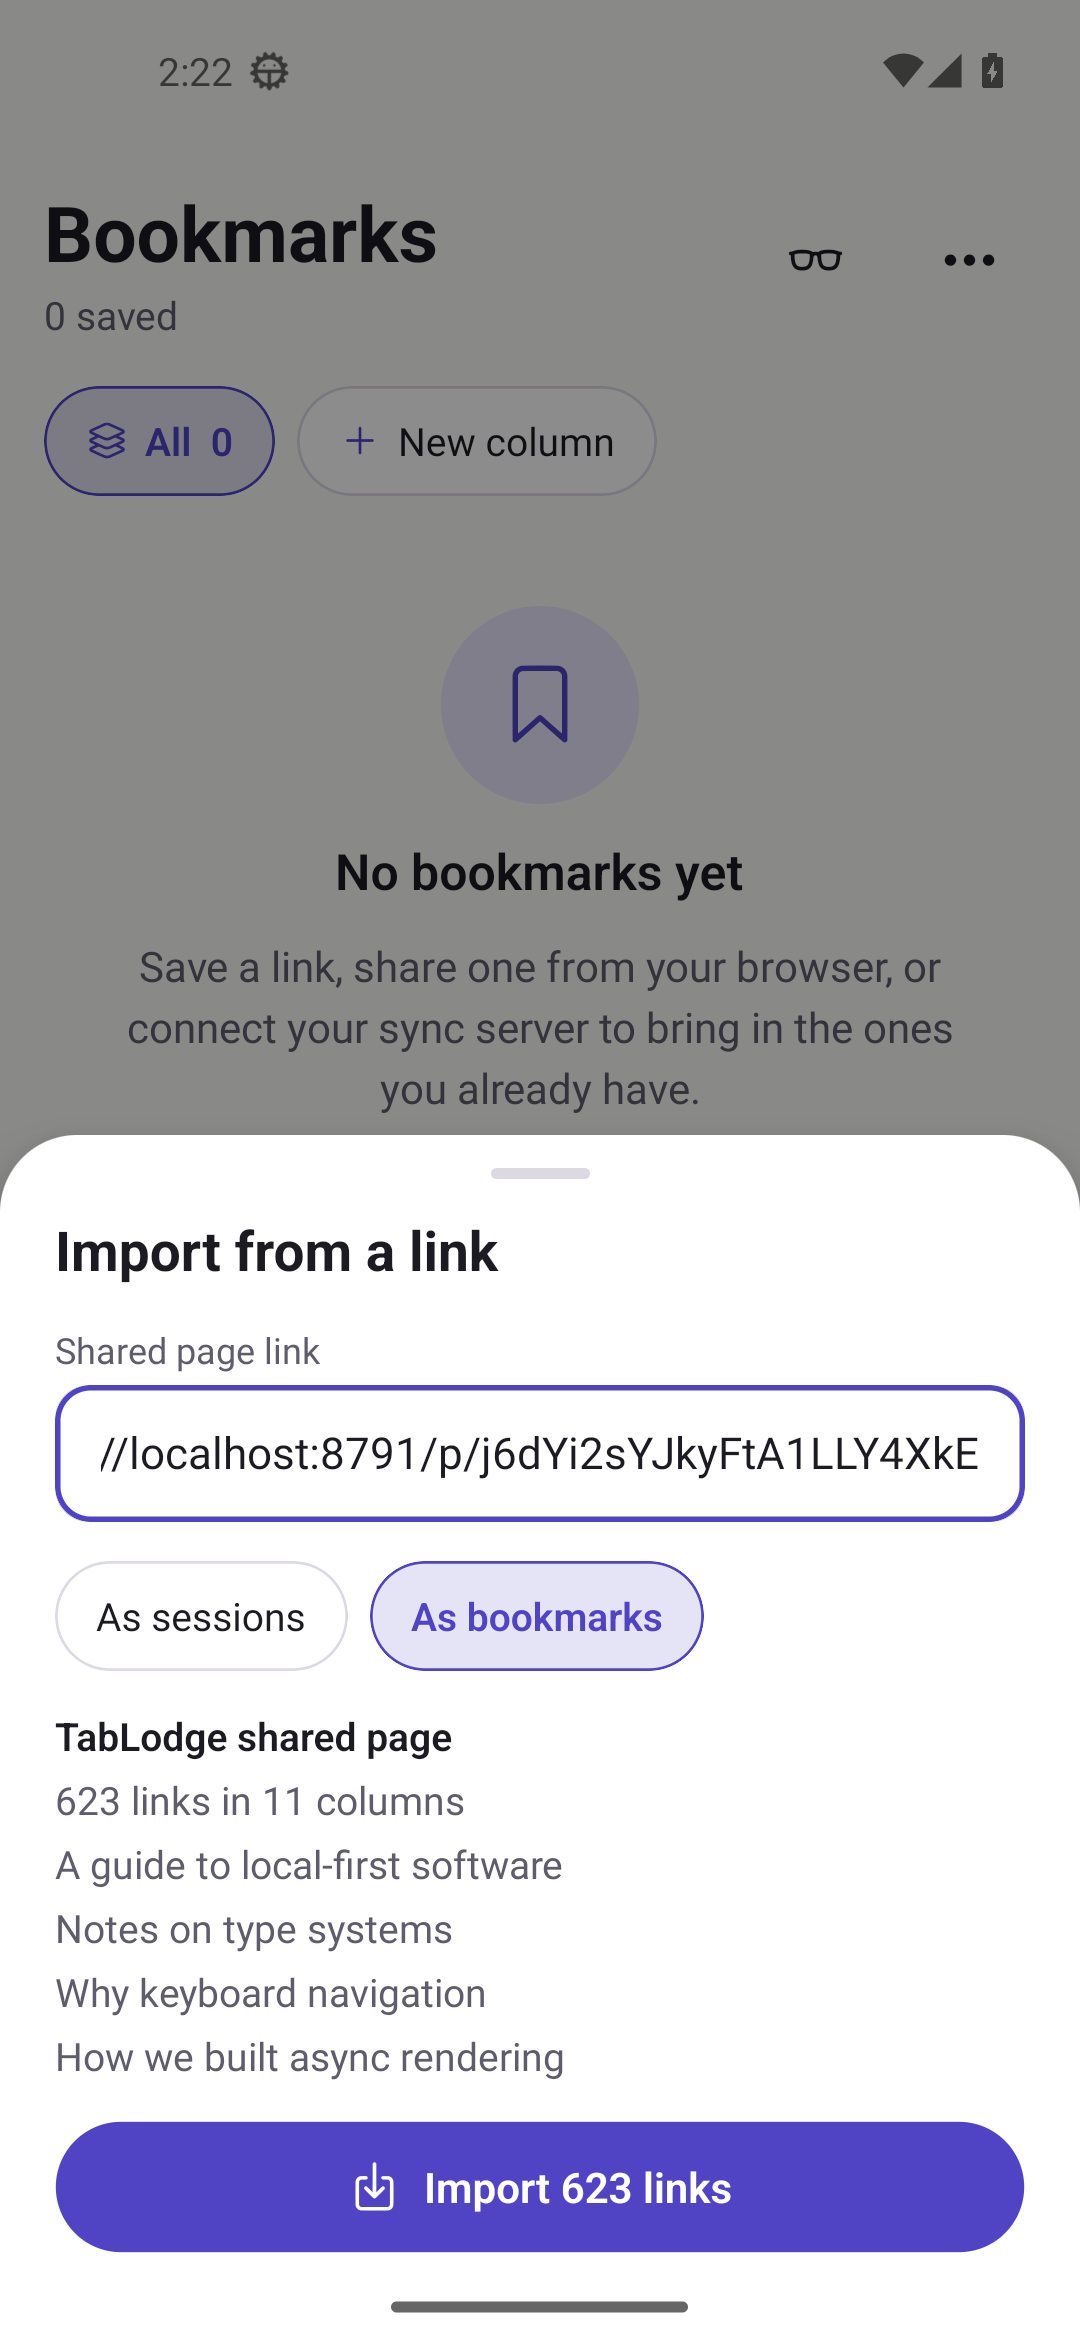 2:22
Bookmarks
0 saved
All 0
New column
No bookmarks yet
Save a link, share one from your browser, or
connect your sync server to bring in the ones
you already have.
Import from a link
Shared page link
//localhost:8791/p/j6dYi2sYJkyFtA1LLY4XkE
As sessions
As bookmarks
TabLodge shared page
623 links in 11 columns
A guide to local-first software
Notes on type systems
Why keyboard navigation
How we built async rendering
Import 623 links